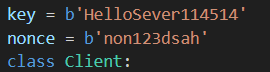 key = b'HelloSever114514'
nonce = b'non123dsah'
class Client: